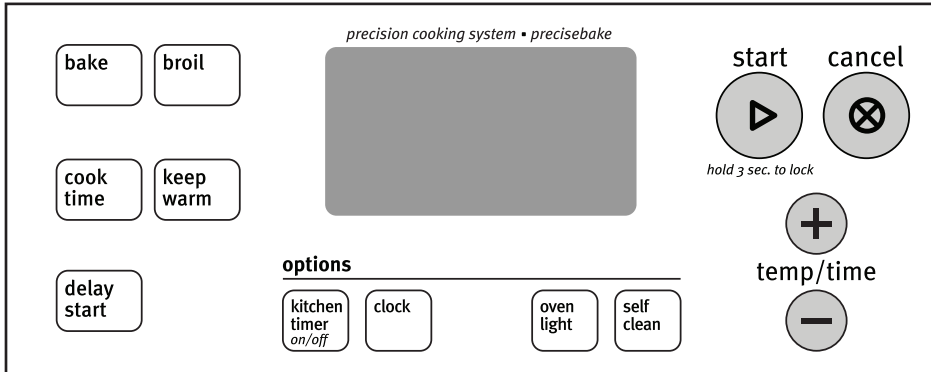 precision cooking system ▪ precisebake
bake
broil
cook
time
keep
warm
delay
start
options
kitchen
timer
on/off
clock
oven
light
self
clean
start
cancel
hold 3 sec. to lock
temp/time